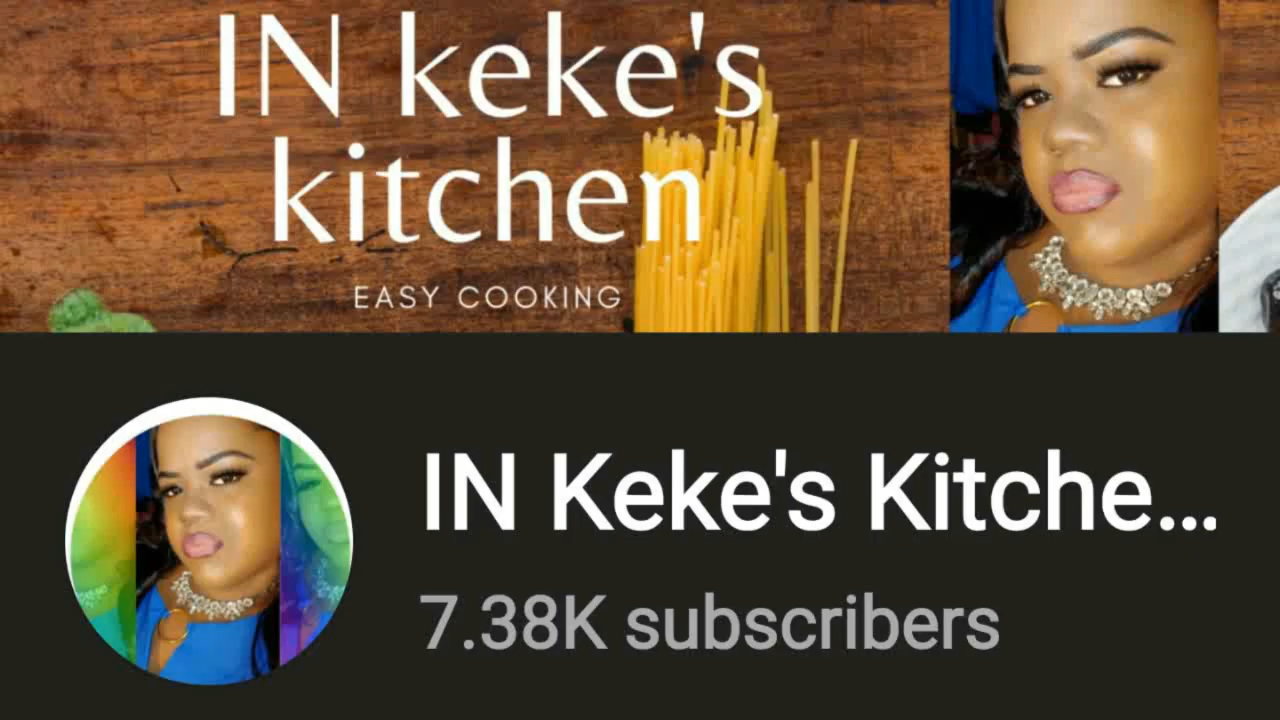 IN keke's
kitchen
EASY COOKING
IN Keke's Kitche...
7.38K subscribers